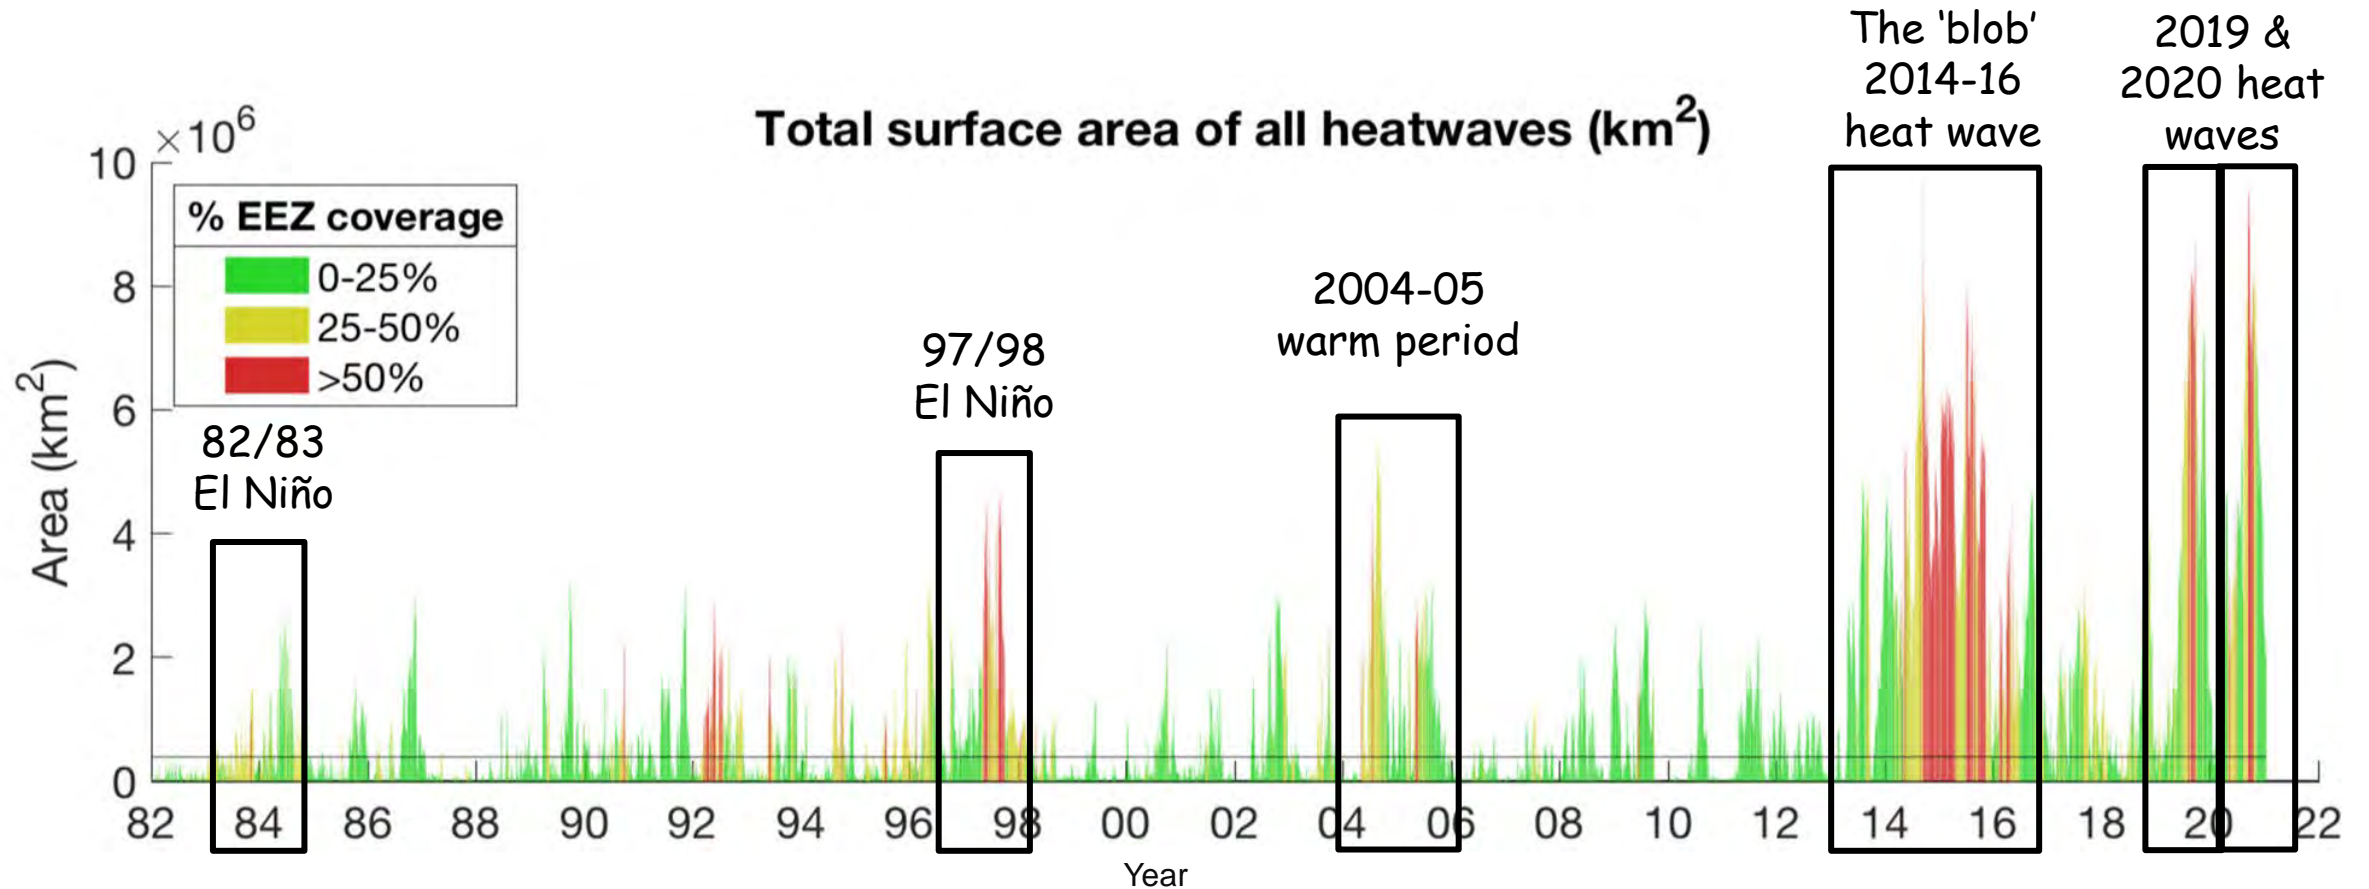 The ‘blob’
2014-16
heat wave
2019 &
2020 heat
waves
Total surface area of all heatwaves (km²)
×10⁶
10
8
6
4
2
0
Area (km²)
% EEZ coverage
0-25%
25-50%
>50%
82/83
El Niño
97/98
El Niño
2004-05
warm period
82 84 86 88 90 92 94 96 98 00 02 04 06 08 10 12 14 16 18 20 22
Year